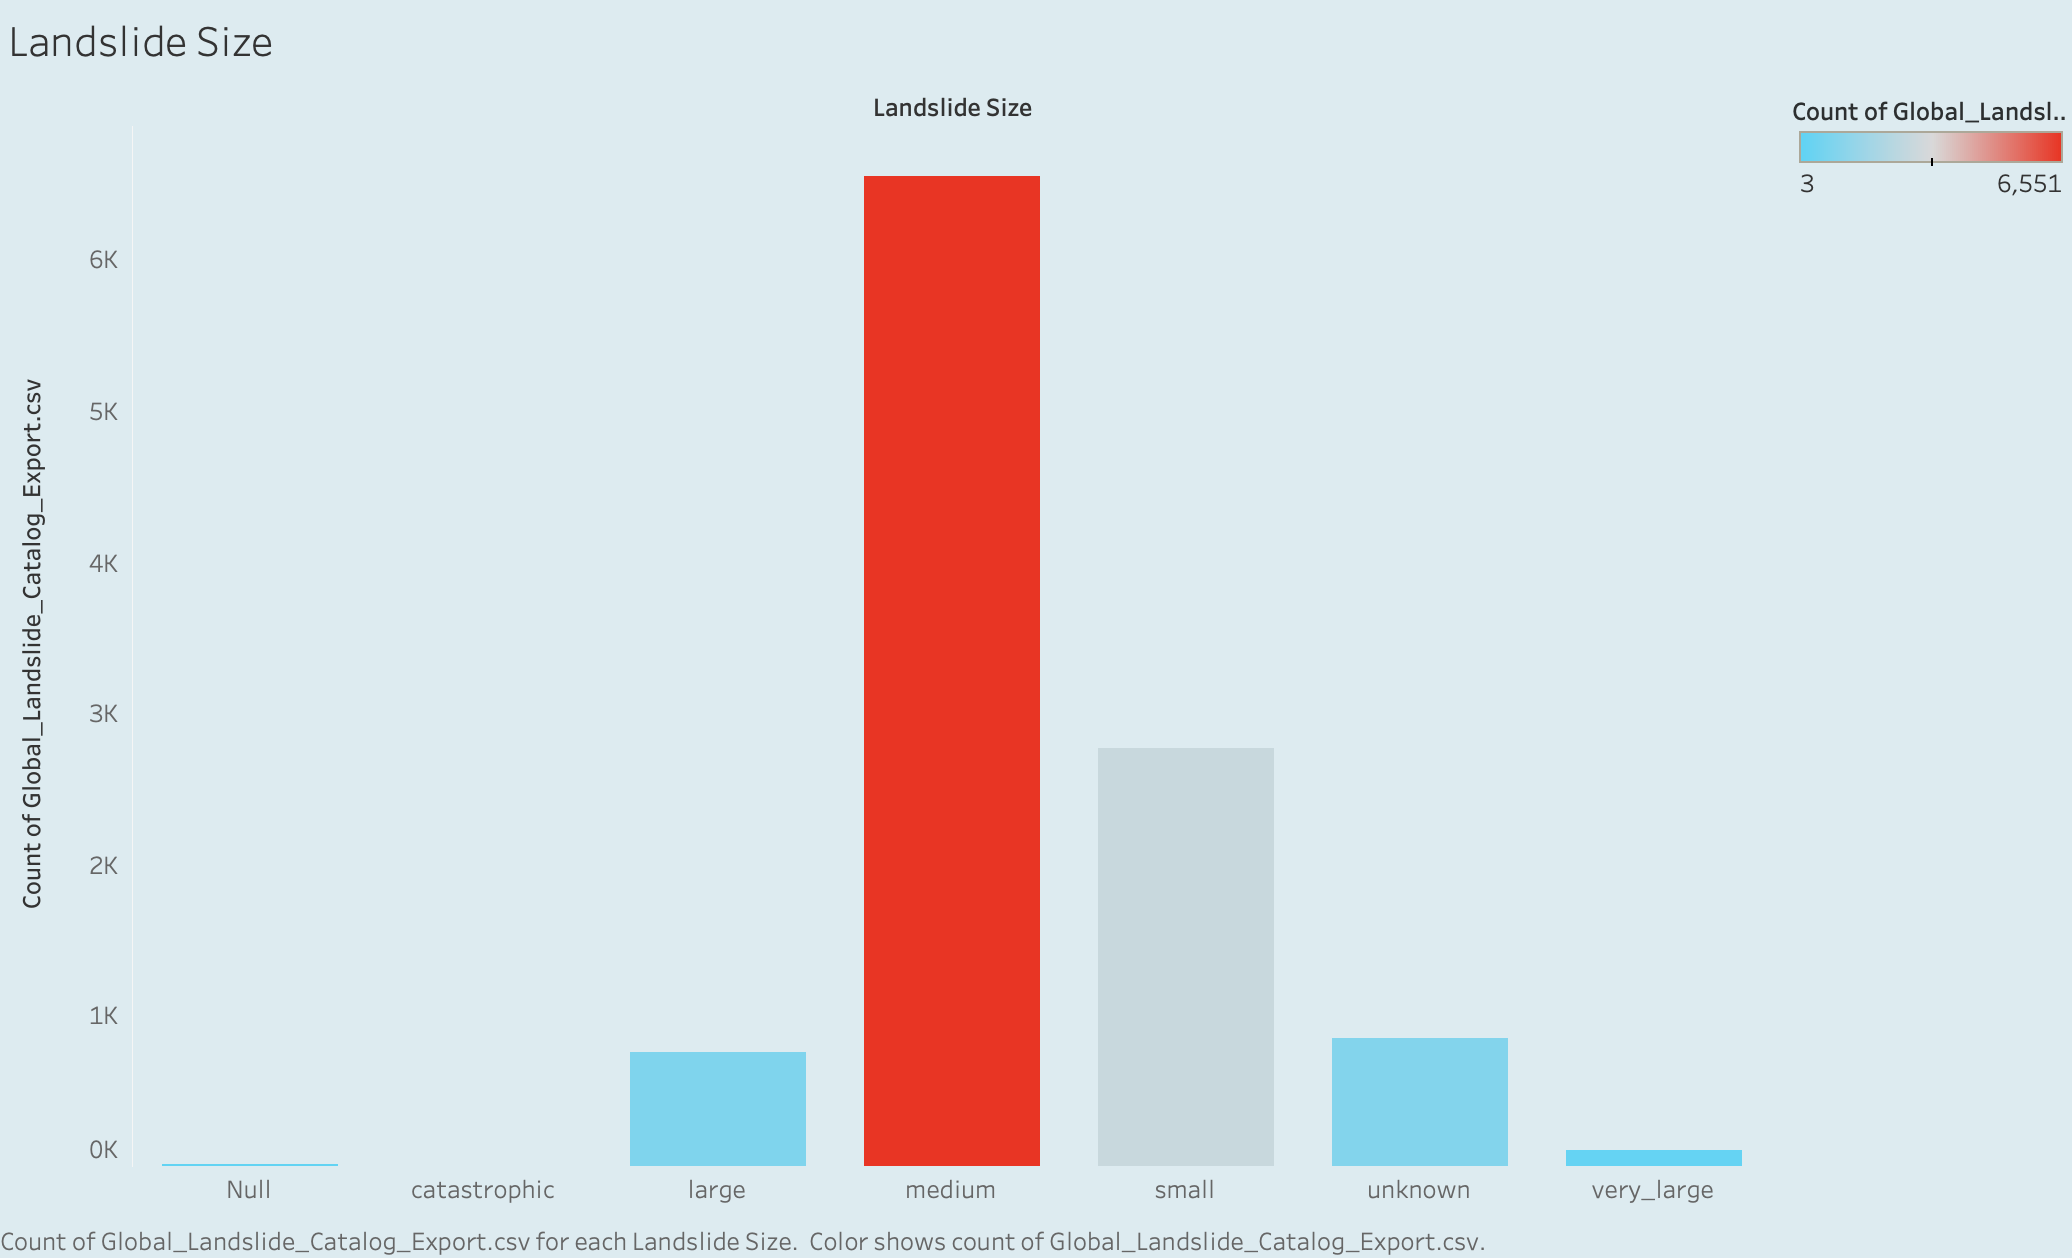 Landslide Size
Landslide Size
Count of Global_Landsl..
3 6,551
Count of Global_Landslide_Catalog_Export.csv
6K
5K
4K
3K
2K
1K
0K
Null catastrophic large medium small unknown very_large
Count of Global_Landslide_Catalog_Export.csv for each Landslide Size.  Color shows count of Global_Landslide_Catalog_Export.csv.